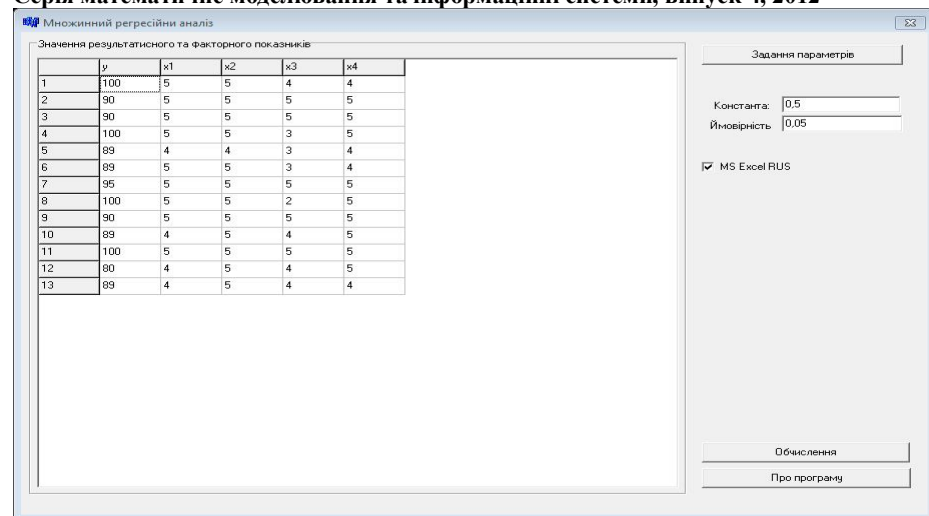 Серія математичне моделювання та інформаційні системи, випуск 4, 2012
Множинний регресійни аналіз
Значення результатисного та факторного показників
Задання параметрів
y x1 x2 x3 x4
1 100 5 5 4 4
2 90 5 5 5 5
3 90 5 5 5 5
4 100 5 5 3 5
5 89 4 4 3 4
6 89 5 5 3 4
7 95 5 5 5 5
8 100 5 5 2 5
9 90 5 5 5 5
10 89 4 5 4 5
11 100 5 5 5 5
12 80 4 5 4 5
13 89 4 5 4 4
Константа: 0,5
Ймовірність 0,05
MS Excel RUS
Обчислення
Про програму